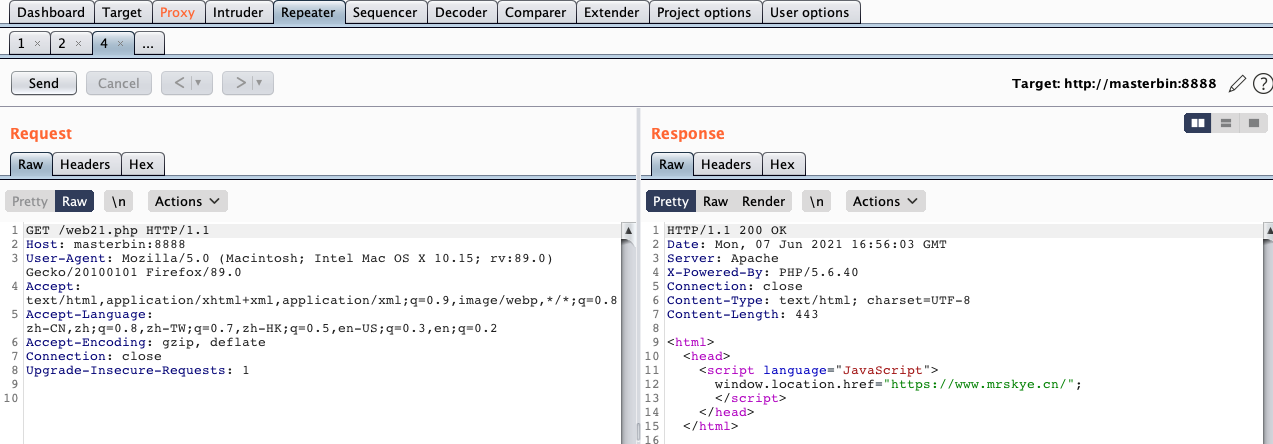 Dashboard Target Proxy Intruder Repeater Sequencer Decoder Comparer Extender Project options User options
1 × 2 × 4 × ...
Send Cancel < > Target: http://masterbin:8888 ?
Request
Raw Headers Hex
Pretty Raw \n Actions
1 GET /web21.php HTTP/1.1
2 Host: masterbin:8888
3 User-Agent: Mozilla/5.0 (Macintosh; Intel Mac OS X 10.15; rv:89.0)
Gecko/20100101 Firefox/89.0
4 Accept:
text/html,application/xhtml+xml,application/xml;q=0.9,image/webp,*/*;q=0.8
5 Accept-Language:
zh-CN,zh;q=0.8,zh-TW;q=0.7,zh-HK;q=0.5,en-US;q=0.3,en;q=0.2
6 Accept-Encoding: gzip, deflate
7 Connection: close
8 Upgrade-Insecure-Requests: 1
9
10
Response
Raw Headers Hex
Pretty Raw Render \n Actions
1 HTTP/1.1 200 OK
2 Date: Mon, 07 Jun 2021 16:56:03 GMT
3 Server: Apache
4 X-Powered-By: PHP/5.6.40
5 Connection: close
6 Content-Type: text/html; charset=UTF-8
7 Content-Length: 443
8
9 <html>
10 <head>
11 <script language="JavaScript">
12 window.location.href="https://www.mrskye.cn/";
13 </script>
14 </head>
15 </html>
16